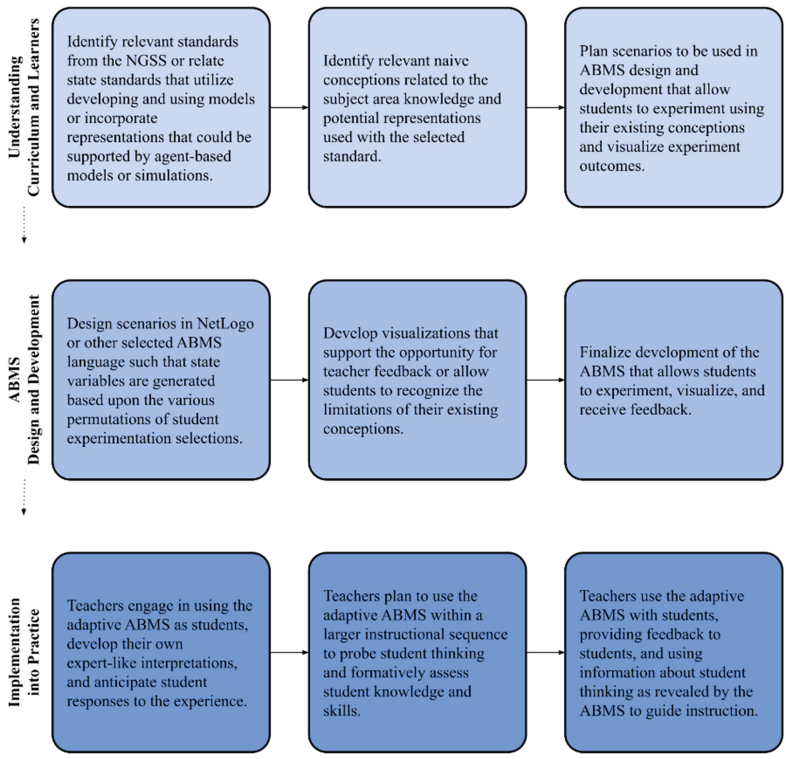 Understanding
Curriculum and Learners
Identify relevant standards
from the NGSS or relate
state standards that utilize
developing and using models
or incorporate
representations that could be
supported by agent-based
models or simulations.
Identify relevant naive
conceptions related to the
subject area knowledge and
potential representations
used with the selected
standard.
Plan scenarios to be used in
ABMS design and
development that allow
students to experiment using
their existing conceptions
and visualize experiment
outcomes.
ABMS
Design and Development
Design scenarios in NetLogo
or other selected ABMS
language such that state
variables are generated
based upon the various
permutations of student
experimentation selections.
Develop visualizations that
support the opportunity for
teacher feedback or allow
students to recognize the
limitations of their existing
conceptions.
Finalize development of the
ABMS that allows students
to experiment, visualize, and
receive feedback.
Implementation
into Practice
Teachers engage in using the
adaptive ABMS as students,
develop their own
expert-like interpretations,
and anticipate student
responses to the experience.
Teachers plan to use the
adaptive ABMS within a
larger instructional sequence
to probe student thinking
and formatively assess
student knowledge and
skills.
Teachers use the adaptive
ABMS with students,
providing feedback to
students, and using
information about student
thinking as revealed by the
ABMS to guide instruction.